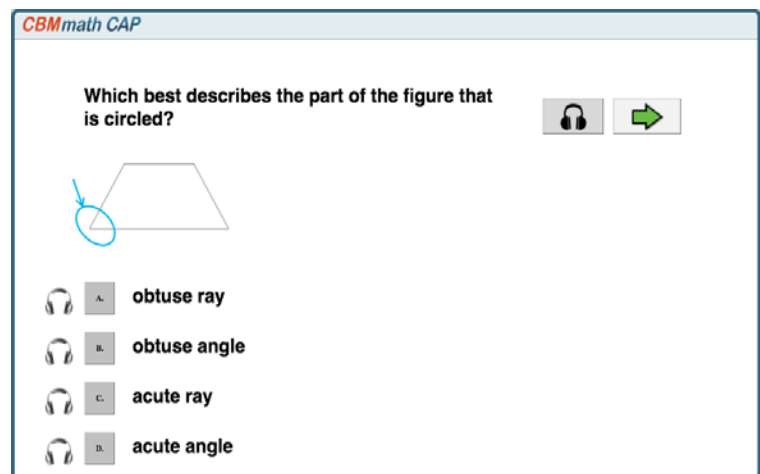 CBMmath CAP
Which best describes the part of the figure that
is circled?
A. obtuse ray
B. obtuse angle
C. acute ray
D. acute angle